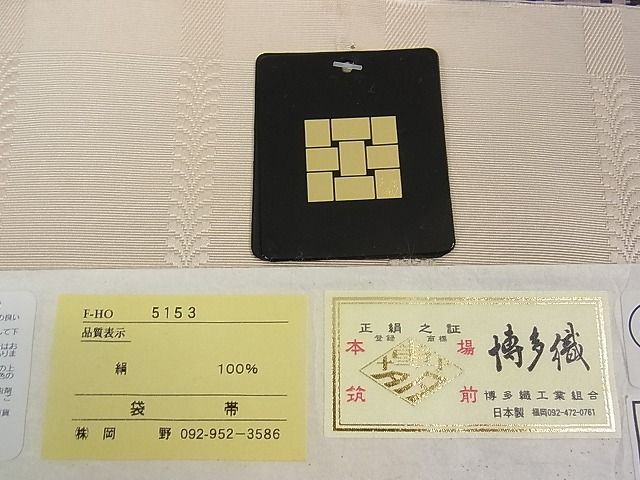 F-HO 5153
品質表示
絹 100%
袋 帯
㈱ 岡 野 092-952-3586
正絹之証
登録 商標
本 場
筑 前
博多織
博多織工業組合
日本製 福岡092-472-0761